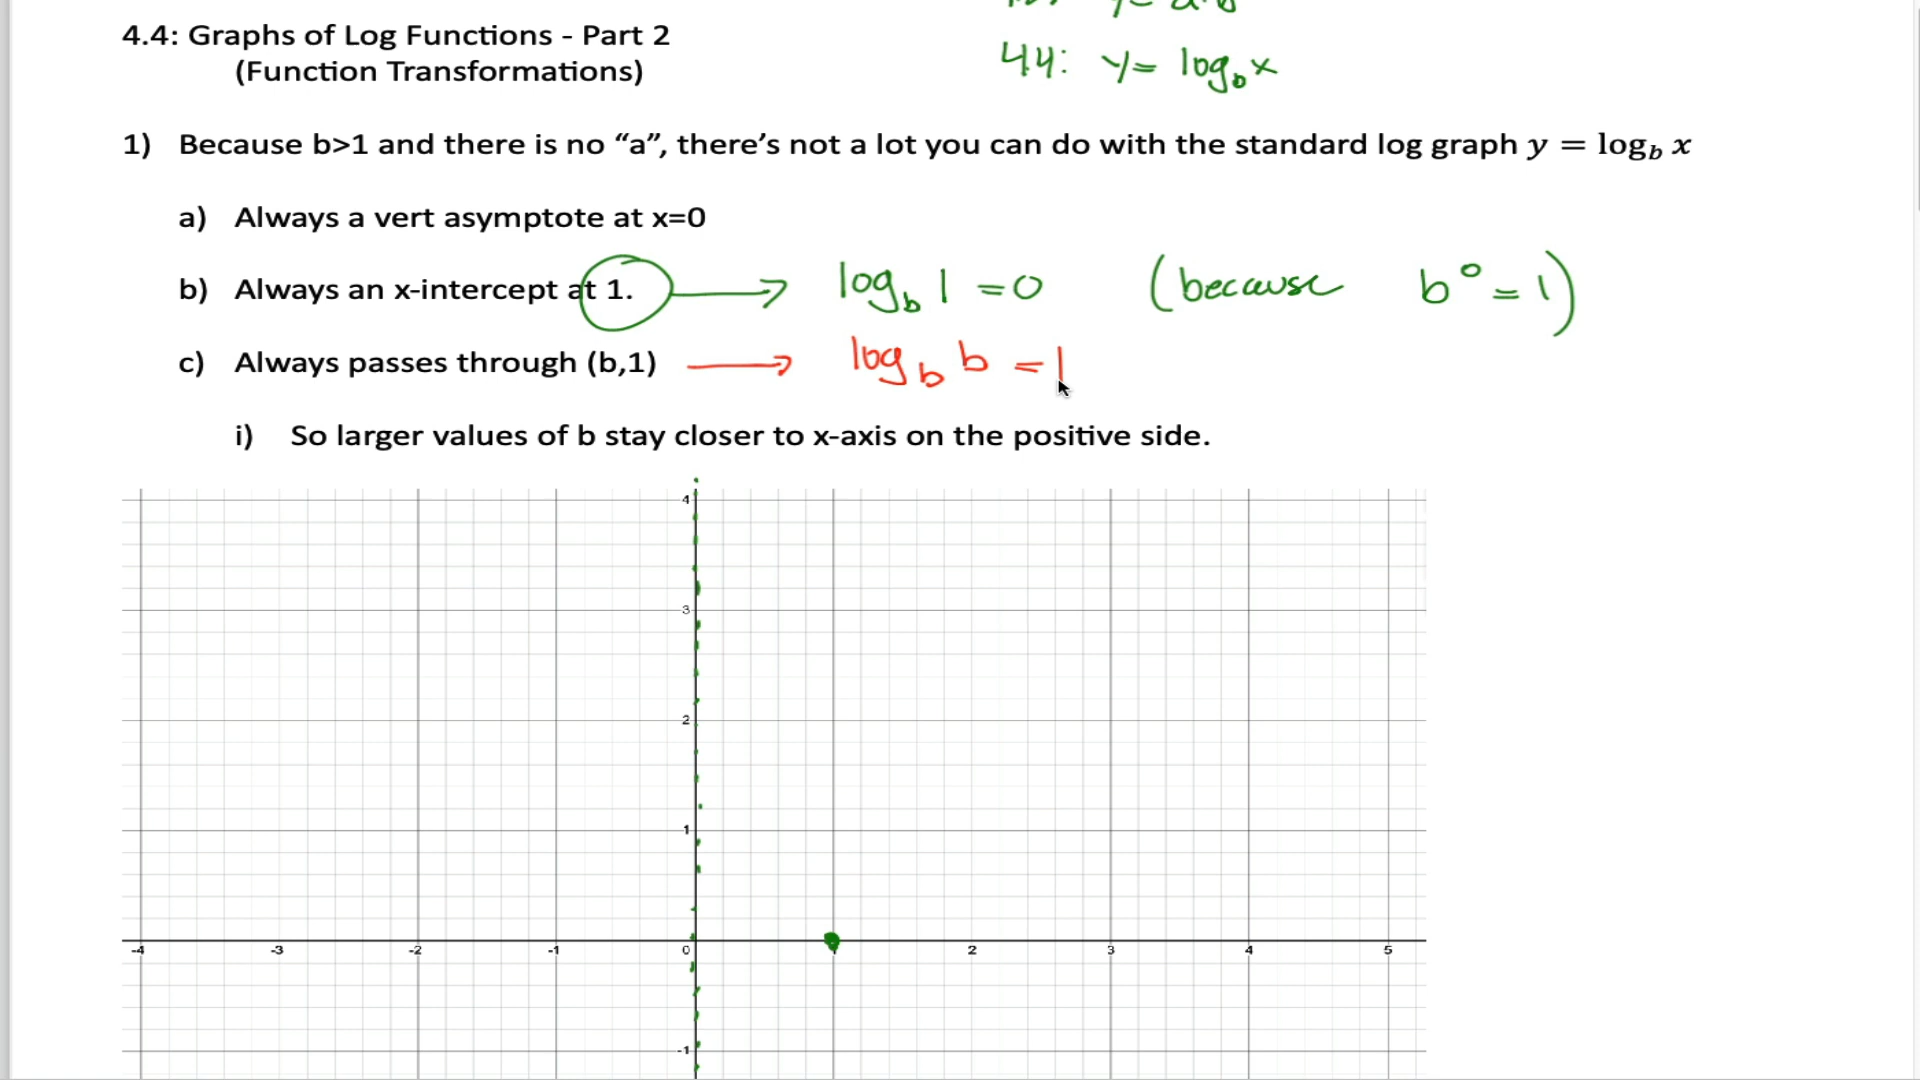 4.4: Graphs of Log Functions - Part 2
(Function Transformations)
44: y= log_b x
1) Because b>1 and there is no “a”, there’s not a lot you can do with the standard log graph y = log_b x
a) Always a vert asymptote at x=0
b) Always an x-intercept at 1. → log_b 1 = 0 (because b⁰ = 1)
c) Always passes through (b,1) → log_b b = 1
i) So larger values of b stay closer to x-axis on the positive side.
4
3
2
1
-4 -3 -2 -1 0 2 3 4 5
-1